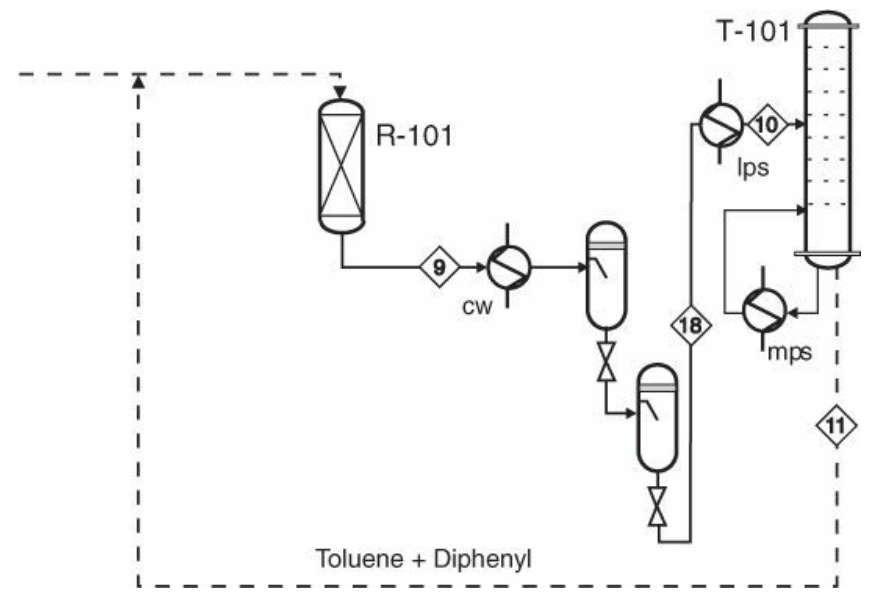 T-101
R-101
10
lps
9
cw
18
mps
11
Toluene + Diphenyl